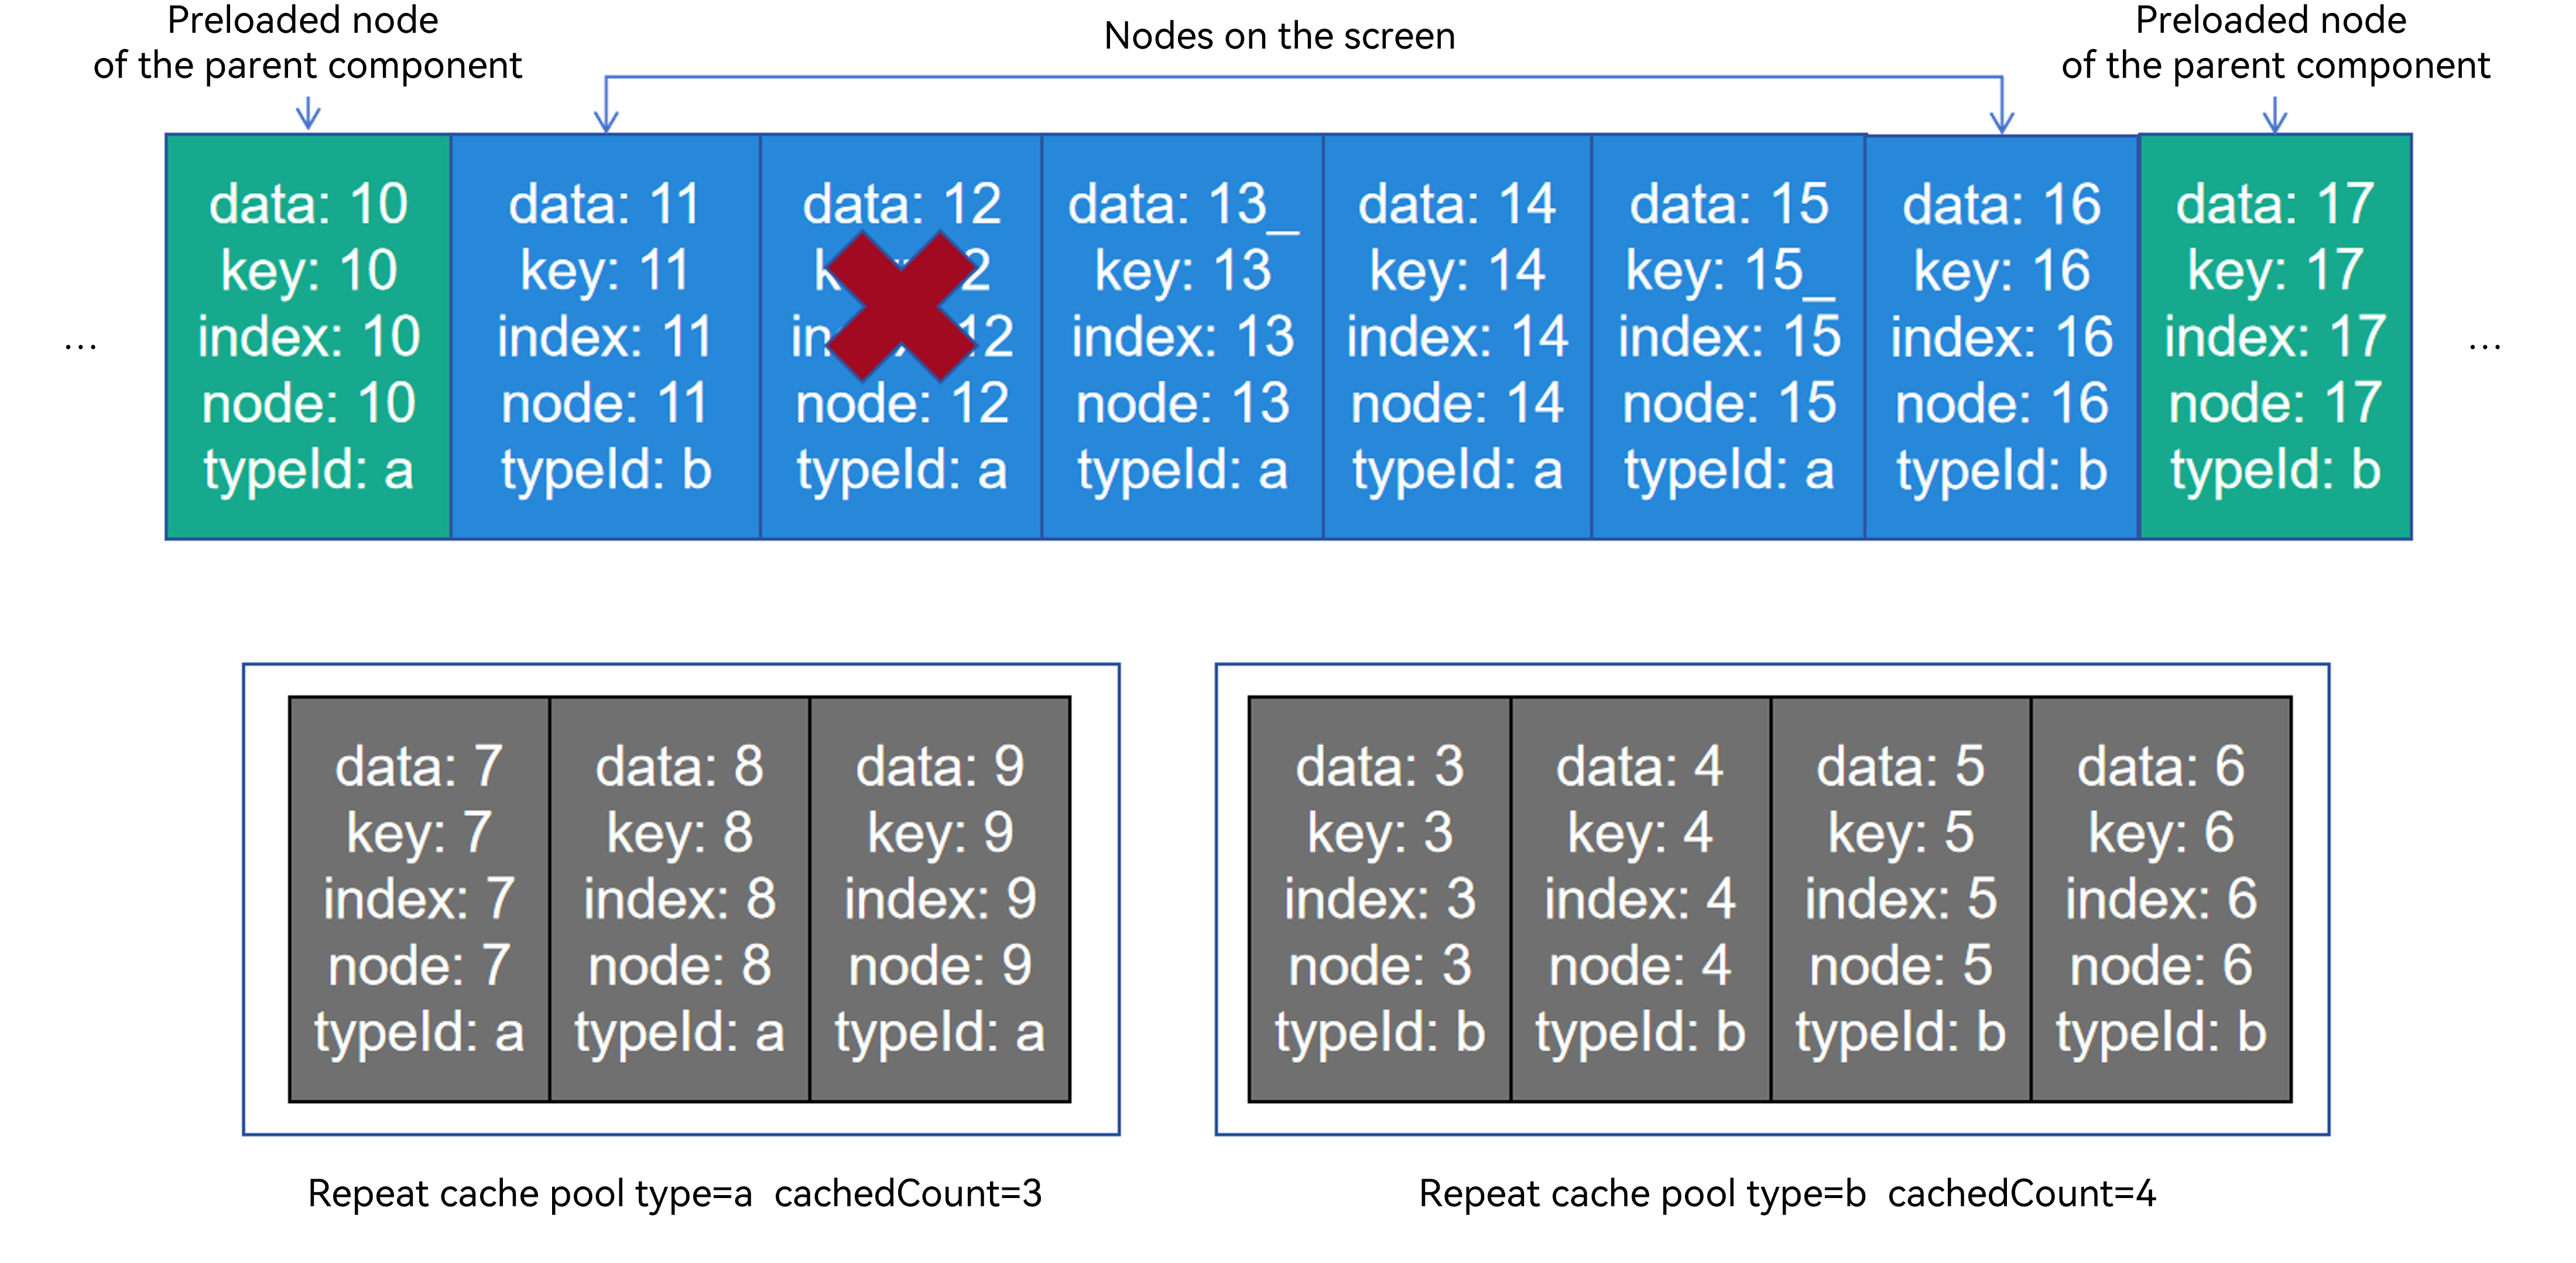 Preloaded node
of the parent component
Nodes on the screen
Preloaded node
of the parent component
...
data: 10
key: 10
index: 10
node: 10
typeId: a
data: 11
key: 11
index: 11
node: 11
typeId: b
data: 12
node: 12
typeId: a
data: 13_
key: 13
index: 13
node: 13
typeId: a
data: 14
key: 14
index: 14
node: 14
typeId: a
data: 15
key: 15_
index: 15
node: 15
typeId: a
data: 16
key: 16
index: 16
node: 16
typeId: b
data: 17
key: 17
index: 17
node: 17
typeId: b
...
data: 7
key: 7
index: 7
node: 7
typeId: a
data: 8
key: 8
index: 8
node: 8
typeId: a
data: 9
key: 9
index: 9
node: 9
typeId: a
Repeat cache pool type=a  cachedCount=3
data: 3
key: 3
index: 3
node: 3
typeId: b
data: 4
key: 4
index: 4
node: 4
typeId: b
data: 5
key: 5
index: 5
node: 5
typeId: b
data: 6
key: 6
index: 6
node: 6
typeId: b
Repeat cache pool type=b  cachedCount=4